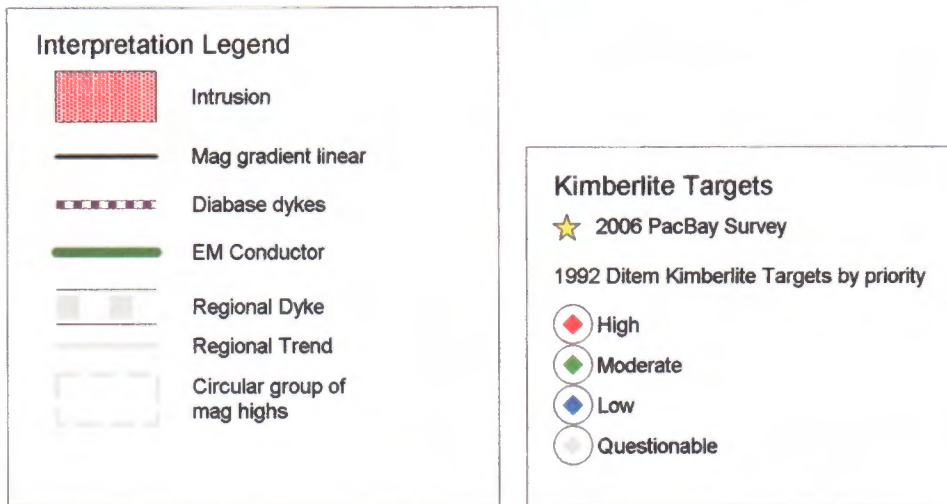 Interpretation Legend
Intrusion
Mag gradient linear
Diabase dykes
EM Conductor
Regional Dyke
Regional Trend
Circular group of
mag highs
Kimberlite Targets
2006 PacBay Survey
1992 Ditem Kimberlite Targets by priority
High
Moderate
Low
Questionable